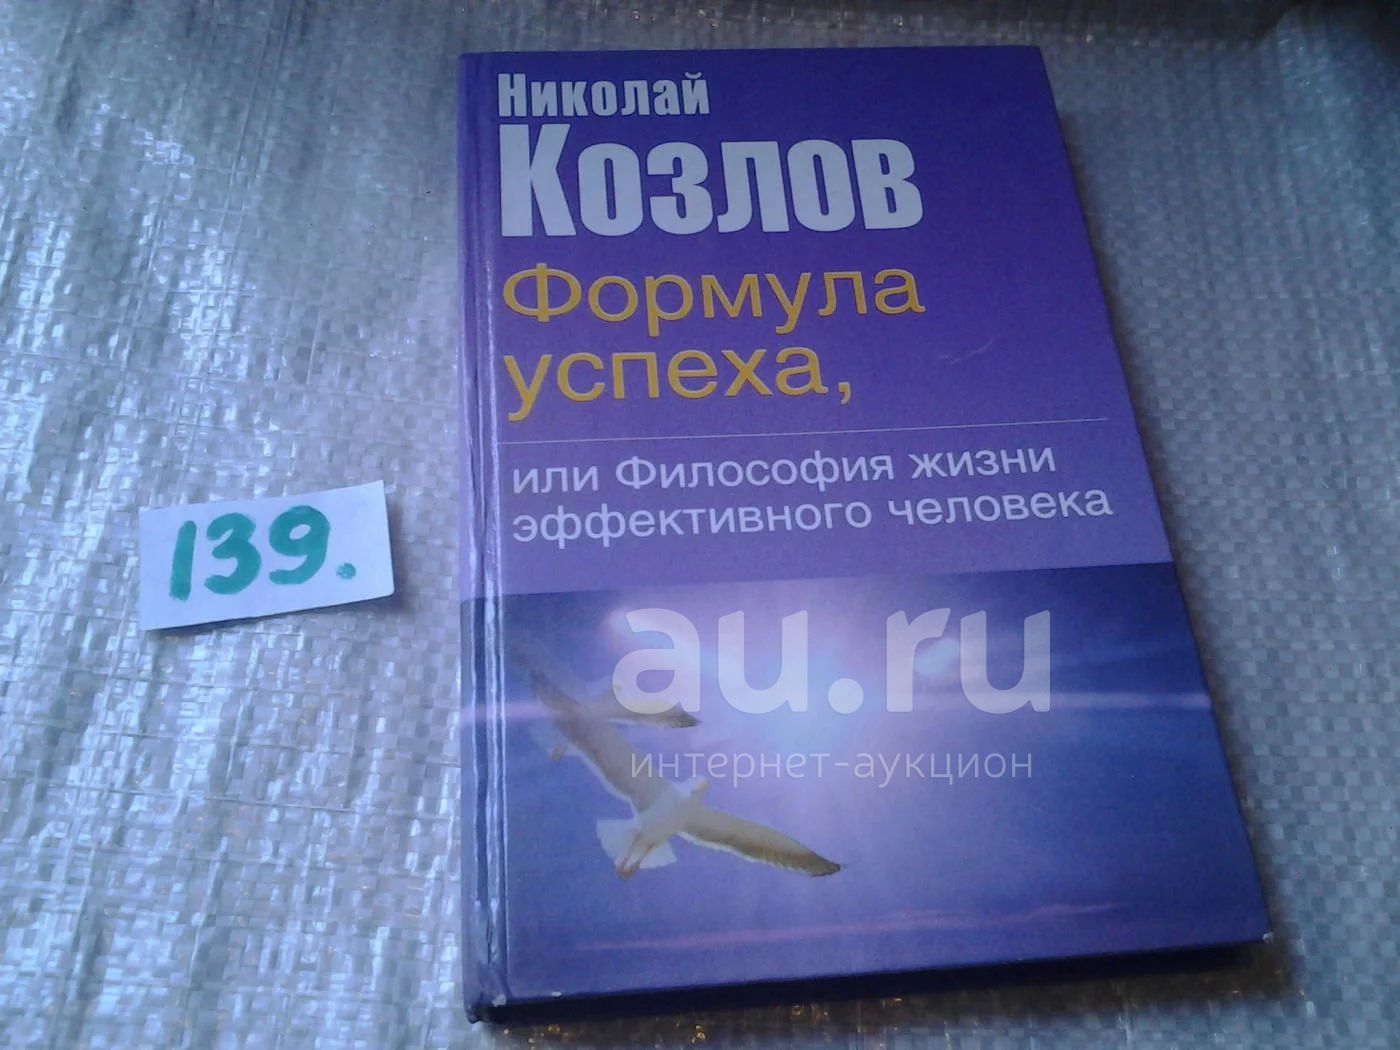 Николай
Козлов
Формула
успеха,
или Философия жизни
эффективного человека
139.
au.ru
интернет-аукцион